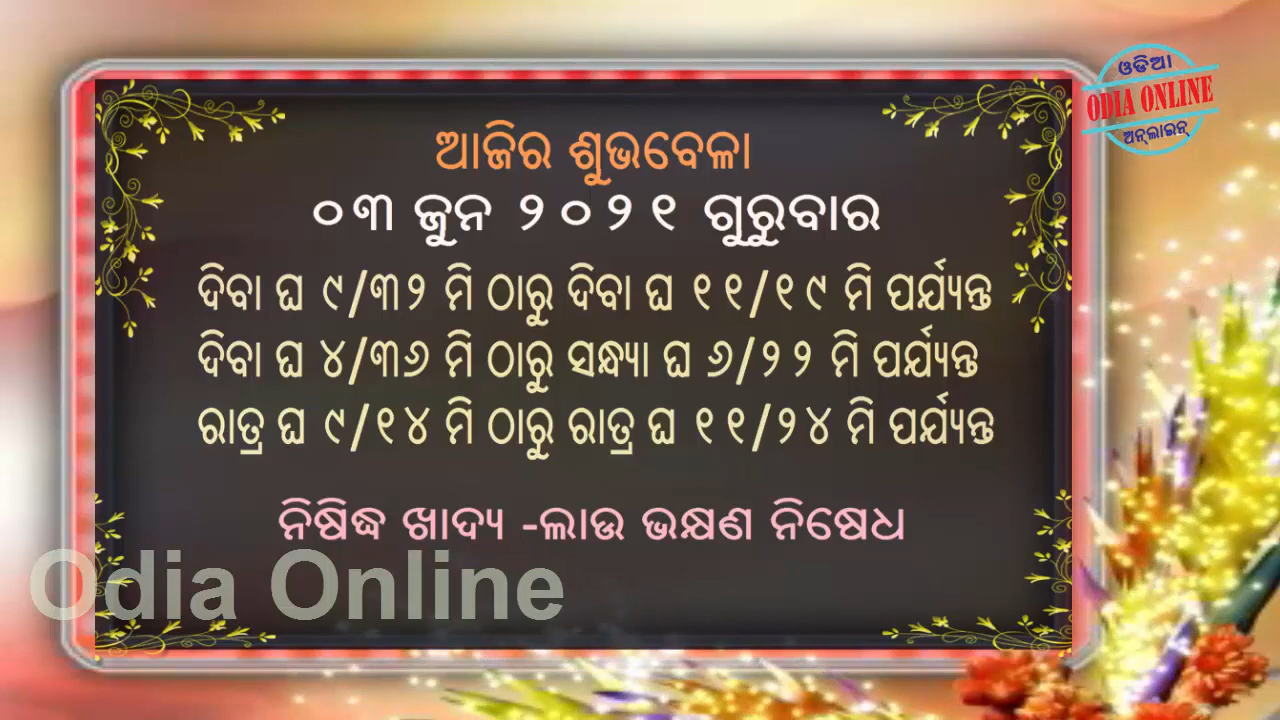 ଓଡିଆ
ODIA ONLINE
ଅନ୍‌ଲାଇନ୍
ଆଜିର ଶୁଭବେଳା
୦୩ ଜୁନ ୨୦୨୧ ଗୁରୁବାର
ଦିବା ଘ ୯/୩୨ ମି ଠାରୁ ଦିବା ଘ ୧୧/୧୯ ମି ପର୍ଯ୍ୟନ୍ତ
ଦିବା ଘ ୪/୩୬ ମି ଠାରୁ ସନ୍ଧ୍ୟା ଘ ୬/୨୨ ମି ପର୍ଯ୍ୟନ୍ତ
ରାତ୍ର ଘ ୯/୧୪ ମି ଠାରୁ ରାତ୍ର ଘ ୧୧/୨୪ ମି ପର୍ଯ୍ୟନ୍ତ
ନିଷିଦ୍ଧ ଖାଦ୍ୟ -ଲାଉ ଭକ୍ଷଣ ନିଷେଧ
Odia Online